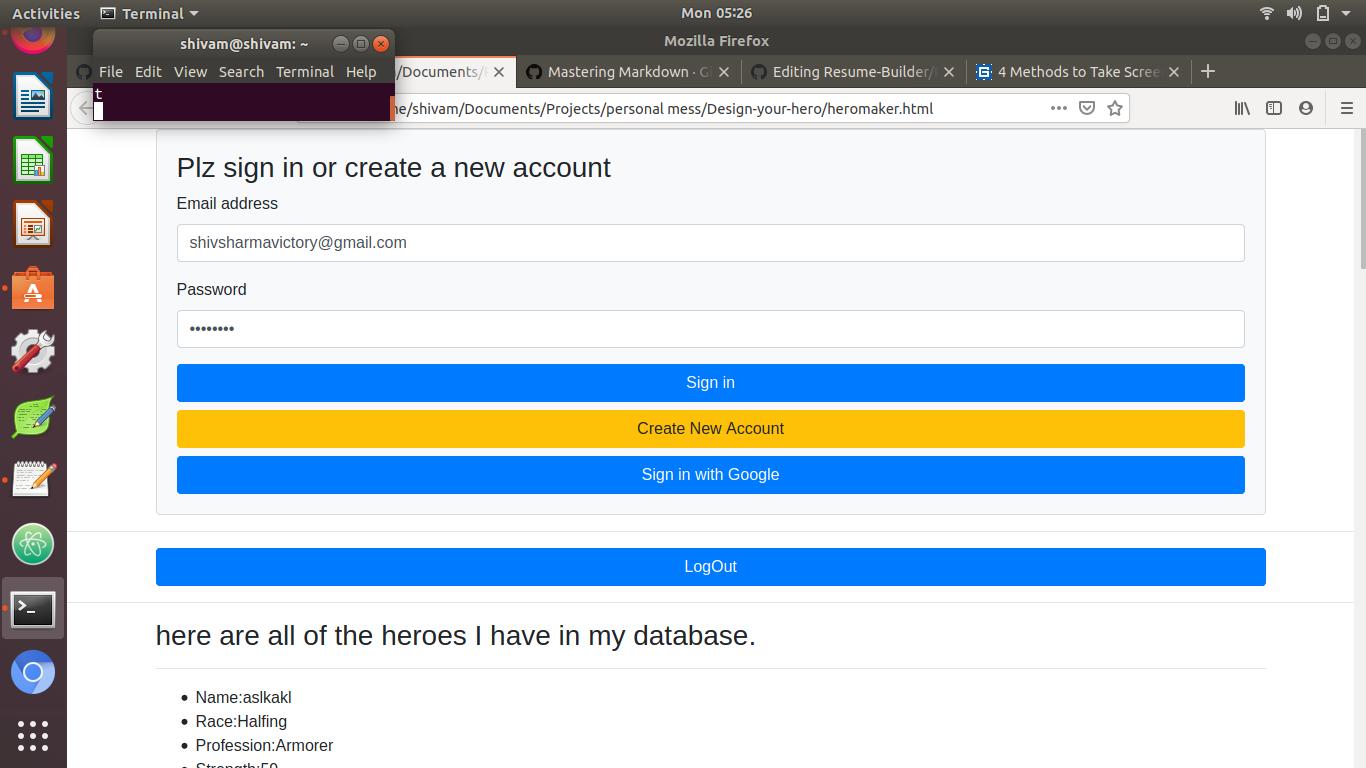 Activities Terminal Mon 05:26
shivam@shivam: ~ Mozilla Firefox
File Edit View Search Terminal Help
/Documents/ Mastering Markdown · G Editing Resume-Builder/ 4 Methods to Take Scree
t
/shivam/Documents/Projects/personal mess/Design-your-hero/heromaker.html
Plz sign in or create a new account
Email address
shivsharmavictory@gmail.com
Password
••••••••
Sign in
Create New Account
Sign in with Google
LogOut
here are all of the heroes I have in my database.
Name:aslkakl
Race:Halfing
Profession:Armorer
Strength:59